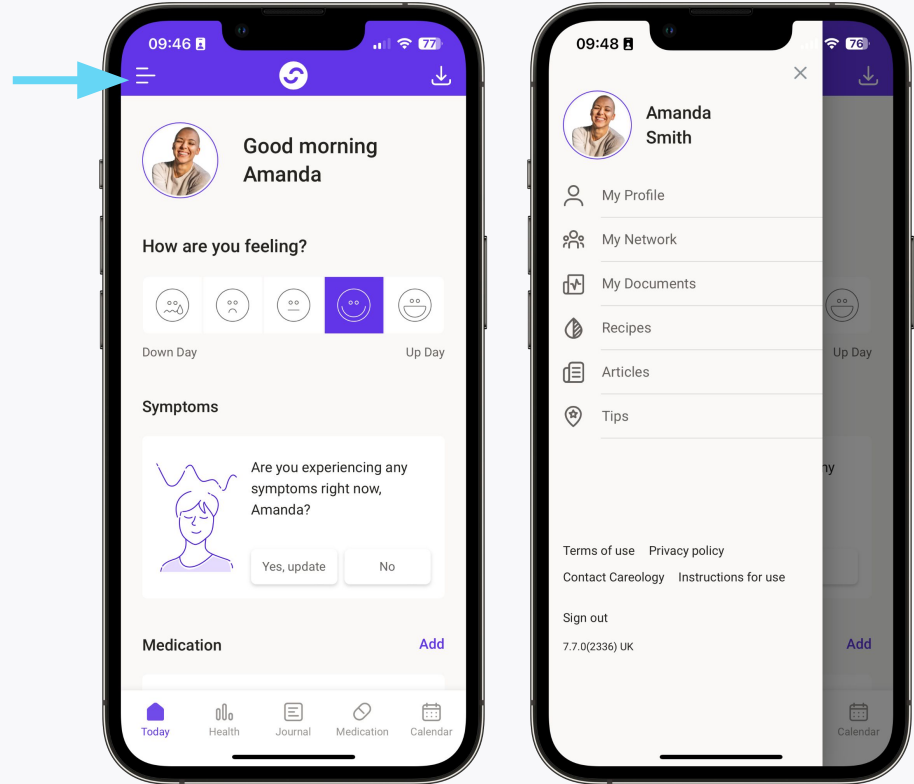 09:46
77
Good morning
Amanda
How are you feeling?
Down Day
Up Day
Symptoms
Are you experiencing any
symptoms right now,
Amanda?
Yes, update
No
Medication
Add
Today
Health
Journal
Medication
Calendar
09:48
76
Amanda
Smith
My Profile
My Network
My Documents
Recipes
Articles
Tips
Up Day
Terms of use
Privacy policy
Contact Careology
Instructions for use
Sign out
7.7.0(2336) UK
Add
Calendar